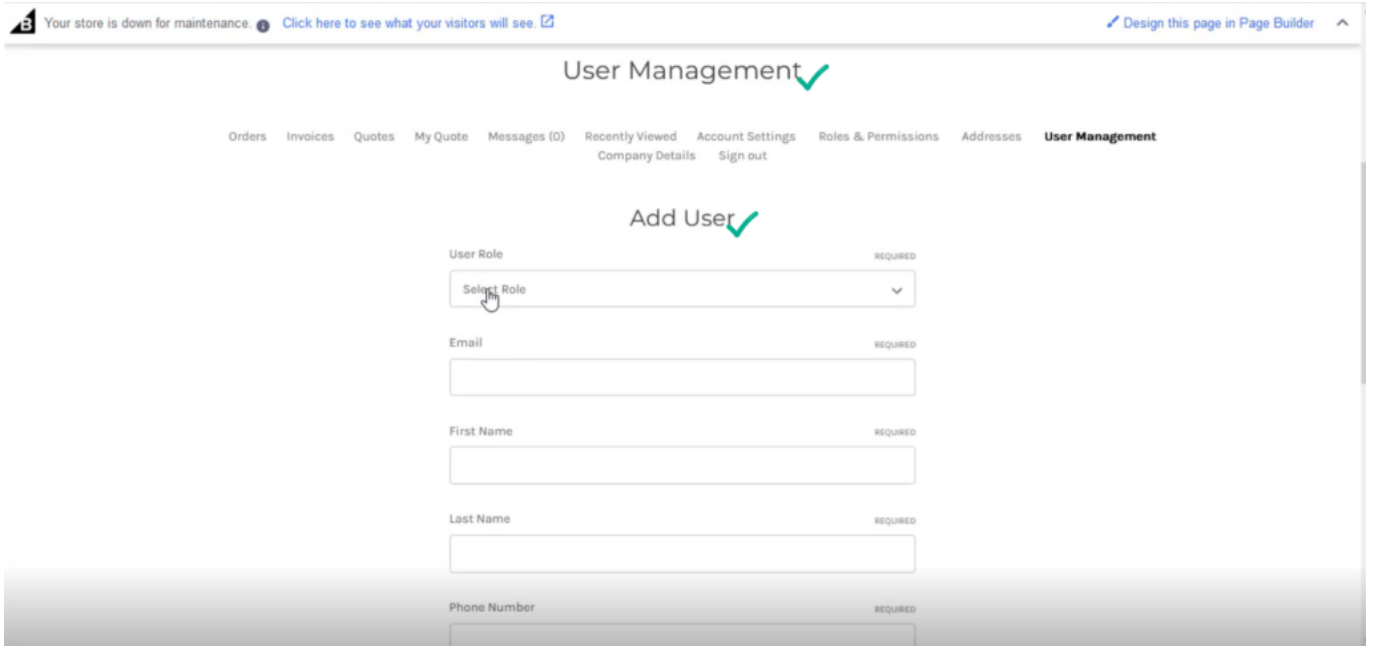 Your store is down for maintenance. Click here to see what your visitors will see. Design this page in Page Builder
User Management
Orders Invoices Quotes My Quote Messages (0) Recently Viewed Account Settings Roles & Permissions Addresses User Management
Company Details Sign out
Add User
User Role REQUIRED
Select Role
Email REQUIRED
First Name REQUIRED
Last Name REQUIRED
Phone Number REQUIRED